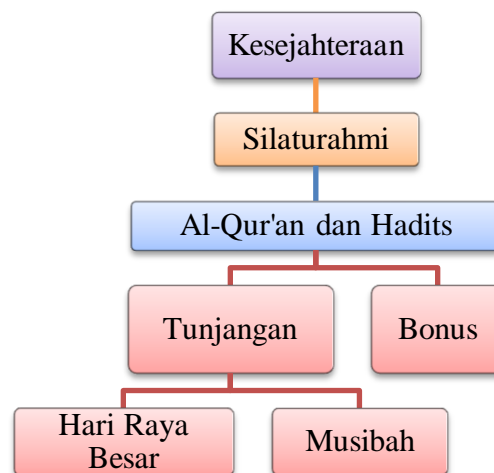 Kesejahteraan
Silaturahmi
Al-Qur'an dan Hadits
Tunjangan
Bonus
Hari Raya
Besar
Musibah